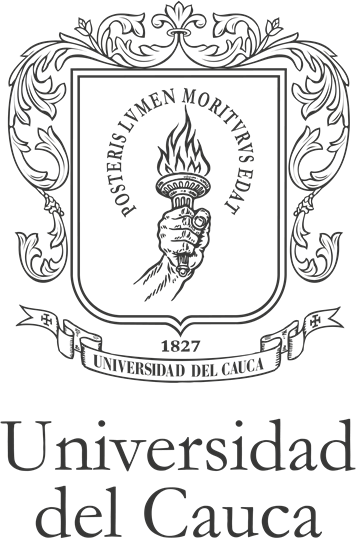 POSTERIS LVMEN MORITVRVS EDAT
1827
UNIVERSIDAD DEL CAUCA
Universidad
del Cauca